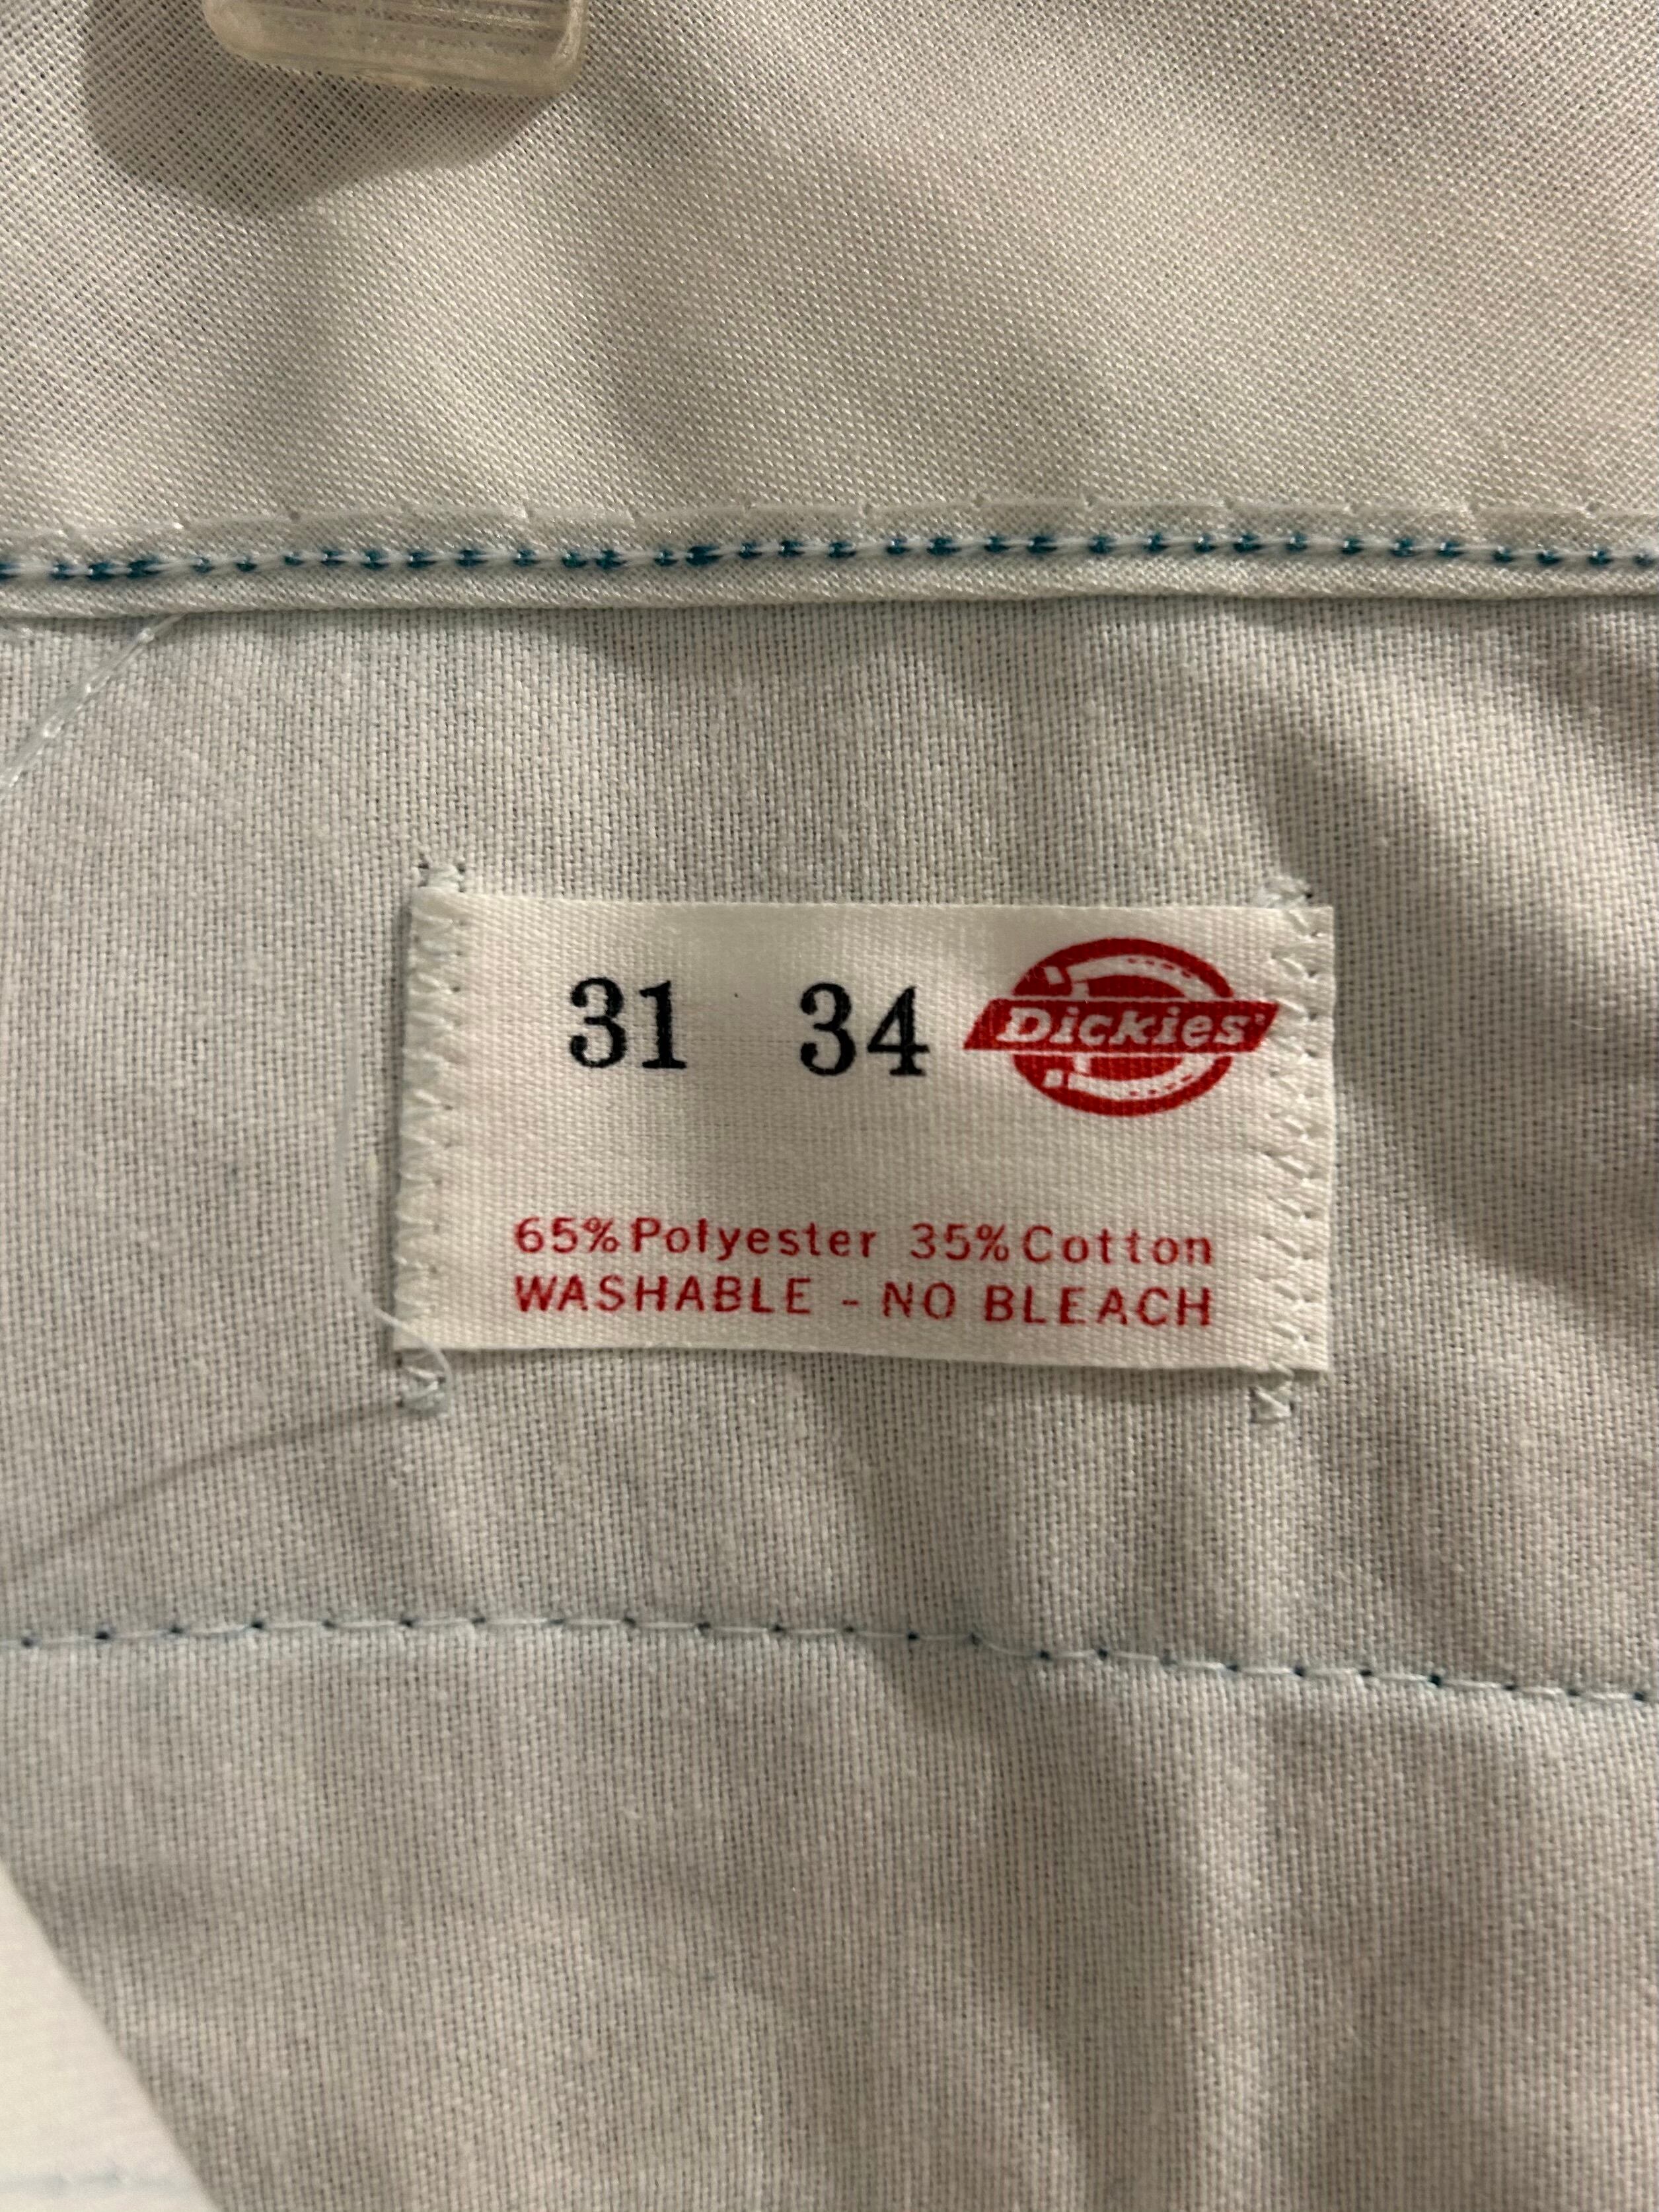 31 34 Dickies
65% Polyester 35% Cotton
WASHABLE - NO BLEACH